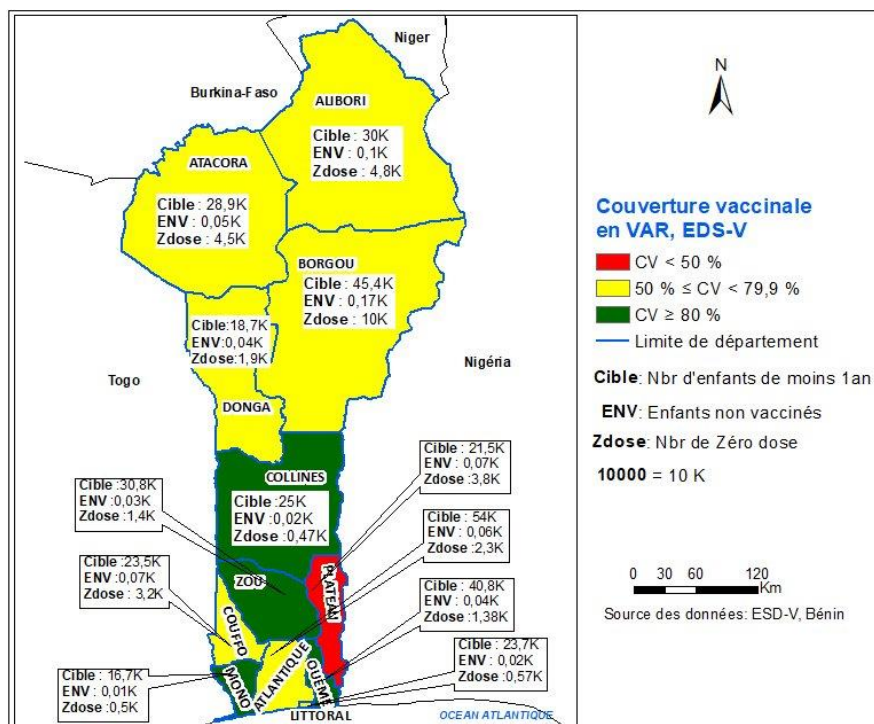 Niger
Burkina-Faso
ALIBORI
Cible : 30K
ENV : 0,1K
Zdose : 4,8K
ATACORA
Cible : 28,9K
ENV : 0,05K
Zdose : 4,5K
BORGOU
Cible : 45,4K
ENV : 0,17K
Zdose : 10K
Cible:18,7K
ENV:0,04K
Zdose:1,9K
Togo
Nigéria
DONGA
COLLINES
Cible :25K
ENV : 0,02K
Zdose : 0,47K
Cible : 21,5K
ENV : 0,07K
Zdose :3,8K
Cible :30,8K
ENV : 0,03K
Zdose : 1,4K
Cible : 54K
ENV : 0,06K
Zdose :2,3K
Cible :23,5K
ENV : 0,07K
Zdose : 3,2K
ZOU
PLATEAN
Cible : 40,8K
ENV : 0,04K
Zdose :1,38K
COUFFO
Cible : 23,7K
ENV : 0,02K
Zdose :0,57K
Cible : 16,7K
ENV : 0,01K
Zdose :0,5K
MONO
ATLANTIQUE
OUEME
LITTORAL
OCEAN ATLANTIQUE
N
Couverture vaccinale
en VAR, EDS-V
CV < 50 %
50 % ≤ CV < 79,9 %
CV ≥ 80 %
Limite de département
Cible: Nbr d'enfants de moins 1an
ENV: Enfants non vaccinés
Zdose: Nbr de Zéro dose
10000 = 10 K
0 30 60 120
Km
Source des données: ESD-V, Bénin